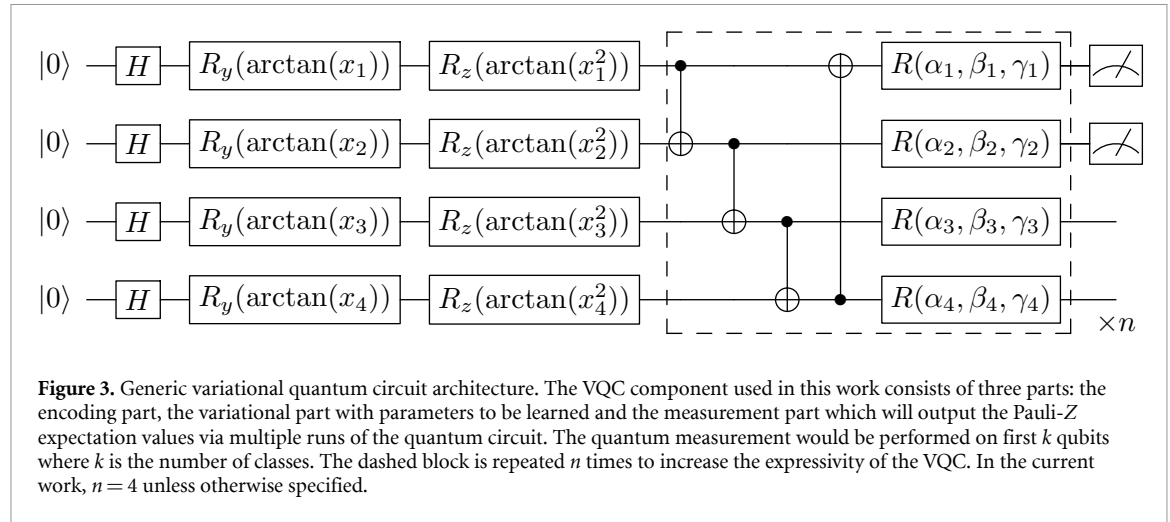 |0⟩ H R_y(arctan(x_1)) R_z(arctan(x_1^2)) R(α_1, β_1, γ_1)
|0⟩ H R_y(arctan(x_2)) R_z(arctan(x_2^2)) R(α_2, β_2, γ_2)
|0⟩ H R_y(arctan(x_3)) R_z(arctan(x_3^2)) R(α_3, β_3, γ_3)
|0⟩ H R_y(arctan(x_4)) R_z(arctan(x_4^2)) R(α_4, β_4, γ_4)
×n
Figure 3. Generic variational quantum circuit architecture. The VQC component used in this work consists of three parts: the
encoding part, the variational part with parameters to be learned and the measurement part which will output the Pauli-Z
expectation values via multiple runs of the quantum circuit. The quantum measurement would be performed on first k qubits
where k is the number of classes. The dashed block is repeated n times to increase the expressivity of the VQC. In the current
work, n = 4 unless otherwise specified.